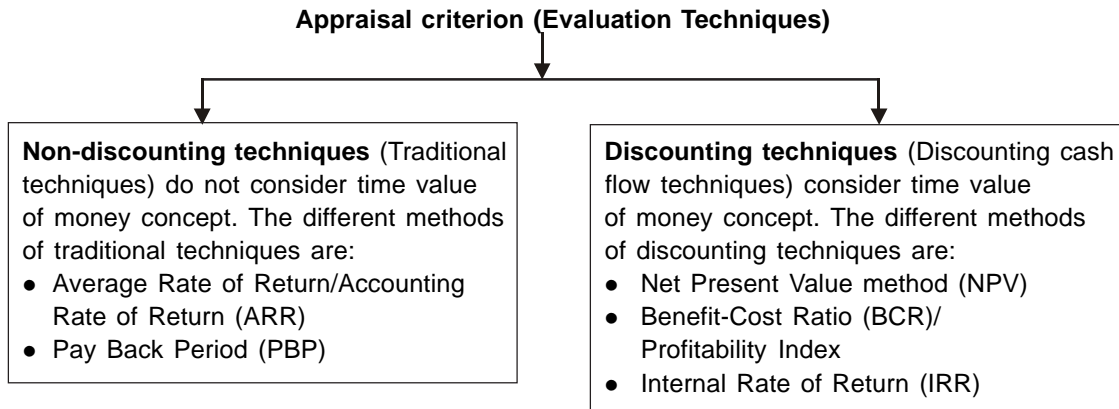 Appraisal criterion (Evaluation Techniques)
Non-discounting techniques (Traditional
techniques) do not consider time value
of money concept. The different methods
of traditional techniques are:
● Average Rate of Return/Accounting
Rate of Return (ARR)
● Pay Back Period (PBP)
Discounting techniques (Discounting cash
flow techniques) consider time value
of money concept. The different methods
of discounting techniques are:
● Net Present Value method (NPV)
● Benefit-Cost Ratio (BCR)/
Profitability Index
● Internal Rate of Return (IRR)